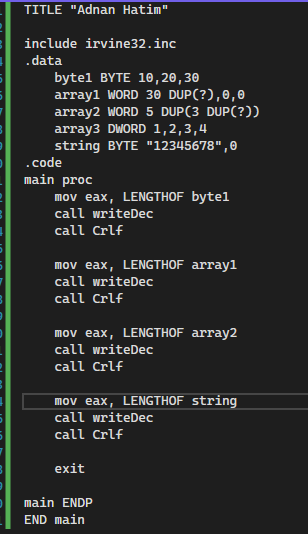 TITLE "Adnan Hatim"
include irvine32.inc
.data
byte1 BYTE 10,20,30
array1 WORD 30 DUP(?),0,0
array2 WORD 5 DUP(3 DUP(?))
array3 DWORD 1,2,3,4
string BYTE "12345678",0
.code
main proc
mov eax, LENGTHOF byte1
call writeDec
call Crlf
mov eax, LENGTHOF array1
call writeDec
call Crlf
mov eax, LENGTHOF array2
call writeDec
call Crlf
mov eax, LENGTHOF string
call writeDec
call Crlf
exit
main ENDP
END main